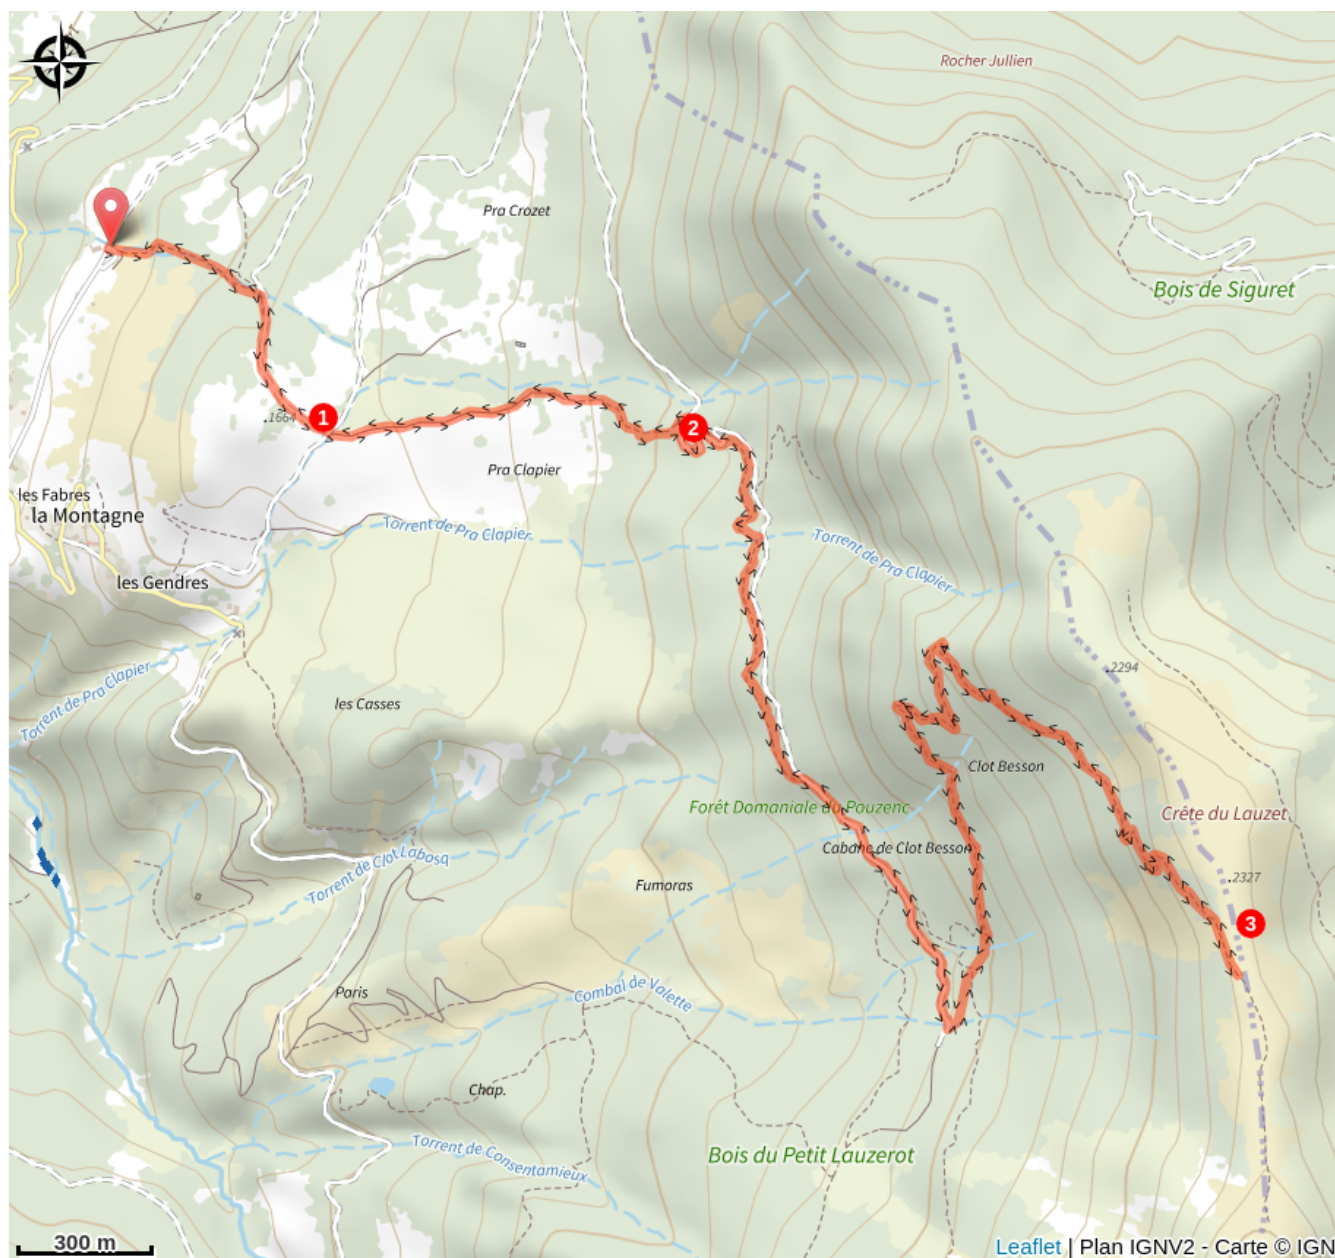 Rocher Jullien
Pra Crozet
Bois de Siguret
1
.1664
2
Pra Clapier
les Fabres
la Montagne
Torrent de Pra Clapier
Torrent de Pra Clapier
les Gendres
Torrent de Pra Clapier
.2294
les Casses
Clot Besson
Forêt Domaniale du Pouzenc
Crête du Lauzet
Cabane de Clot Besson
Torrent de Clot Labosq
Fumoras
.2327
3
Paris
Combal de Valette
Chap.
Torrent de Consentamieux
Bois du Petit Lauzerot
300 m
Leaflet | Plan IGNV2 - Carte © IGN